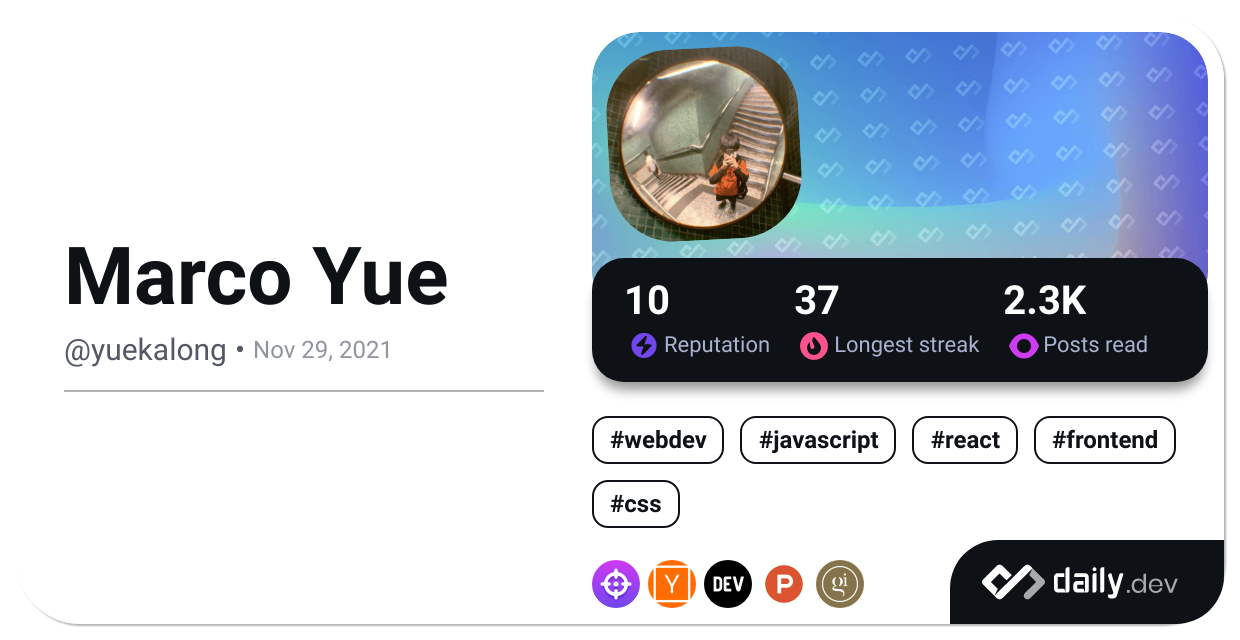 Marco Yue
@yuekalong • Nov 29, 2021
10 37 2.3K
Reputation Longest streak Posts read
#webdev #javascript #react #frontend
#css
Y DEV P gi
daily.dev